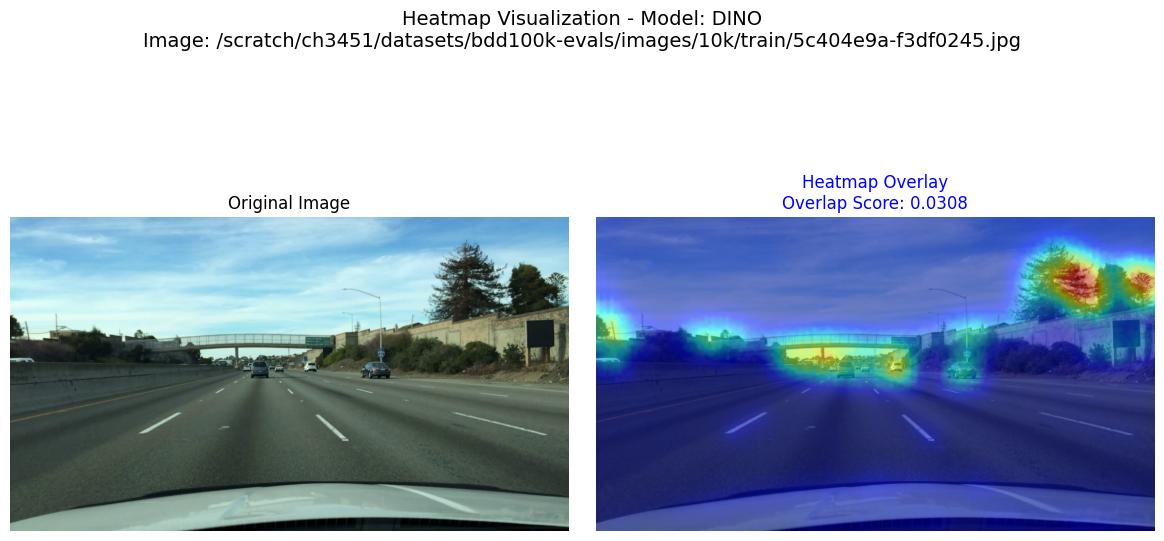 Heatmap Visualization - Model: DINO
Image: /scratch/ch3451/datasets/bdd100k-evals/images/10k/train/5c404e9a-f3df0245.jpg
Original Image
Heatmap Overlay
Overlap Score: 0.0308